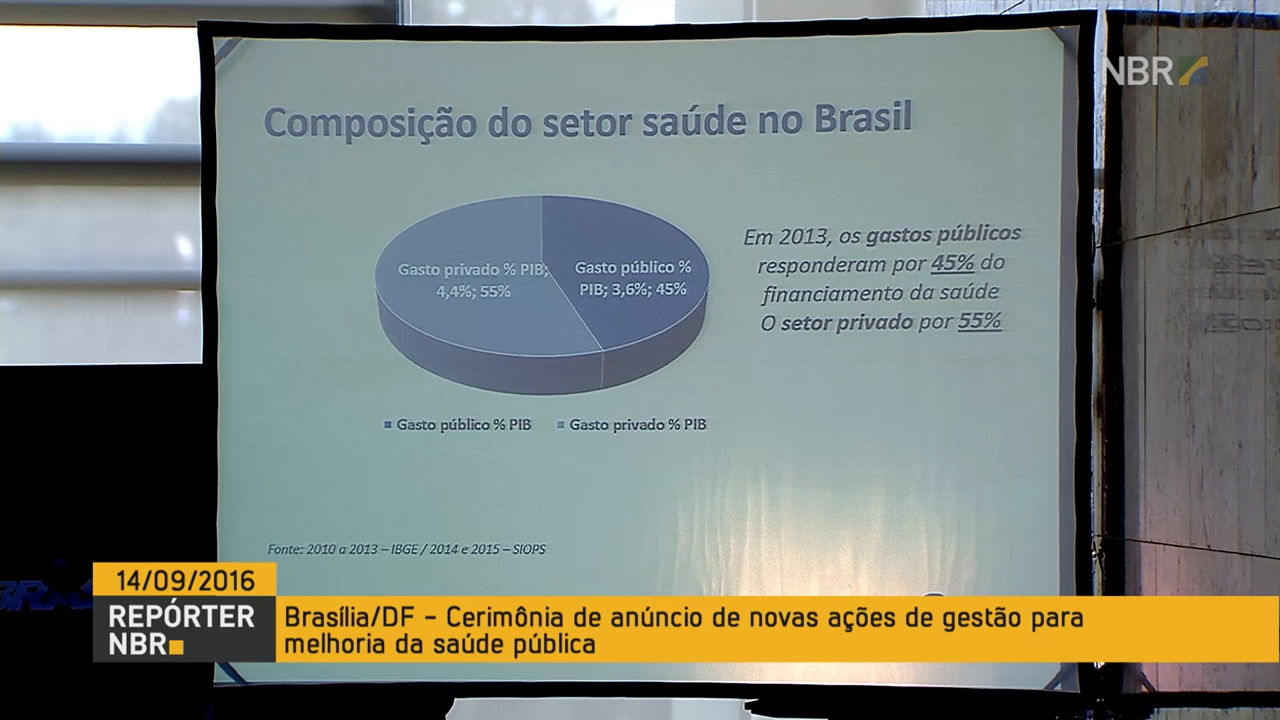 NBR
Composição do setor saúde no Brasil
Gasto privado % PIB;
4,4%; 55%
Gasto público %
PIB; 3,6%; 45%
Em 2013, os gastos públicos
responderam por 45% do
financiamento da saúde
O setor privado por 55%
Gasto público % PIB
Gasto privado % PIB
Fonte: 2010 a 2013 – IBGE / 2014 e 2015 – SIOPS
14/09/2016
REPÓRTER
NBR
Brasília/DF – Cerimônia de anúncio de novas ações de gestão para
melhoria da saúde pública